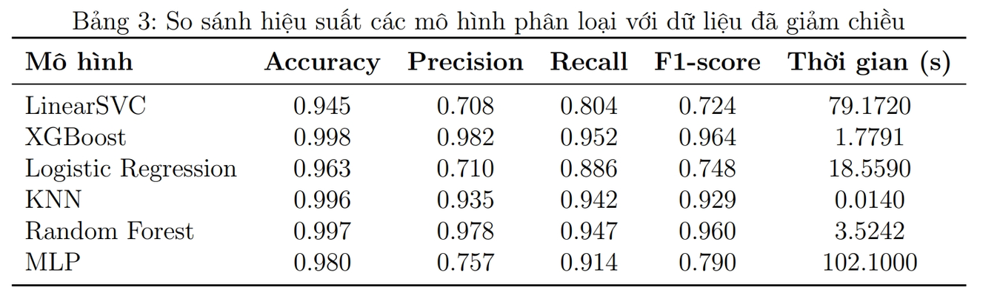 Bảng 3: So sánh hiệu suất các mô hình phân loại với dữ liệu đã giảm chiều
Mô hình Accuracy Precision Recall F1-score Thời gian (s)
LinearSVC 0.945 0.708 0.804 0.724 79.1720
XGBoost 0.998 0.982 0.952 0.964 1.7791
Logistic Regression 0.963 0.710 0.886 0.748 18.5590
KNN 0.996 0.935 0.942 0.929 0.0140
Random Forest 0.997 0.978 0.947 0.960 3.5242
MLP 0.980 0.757 0.914 0.790 102.1000